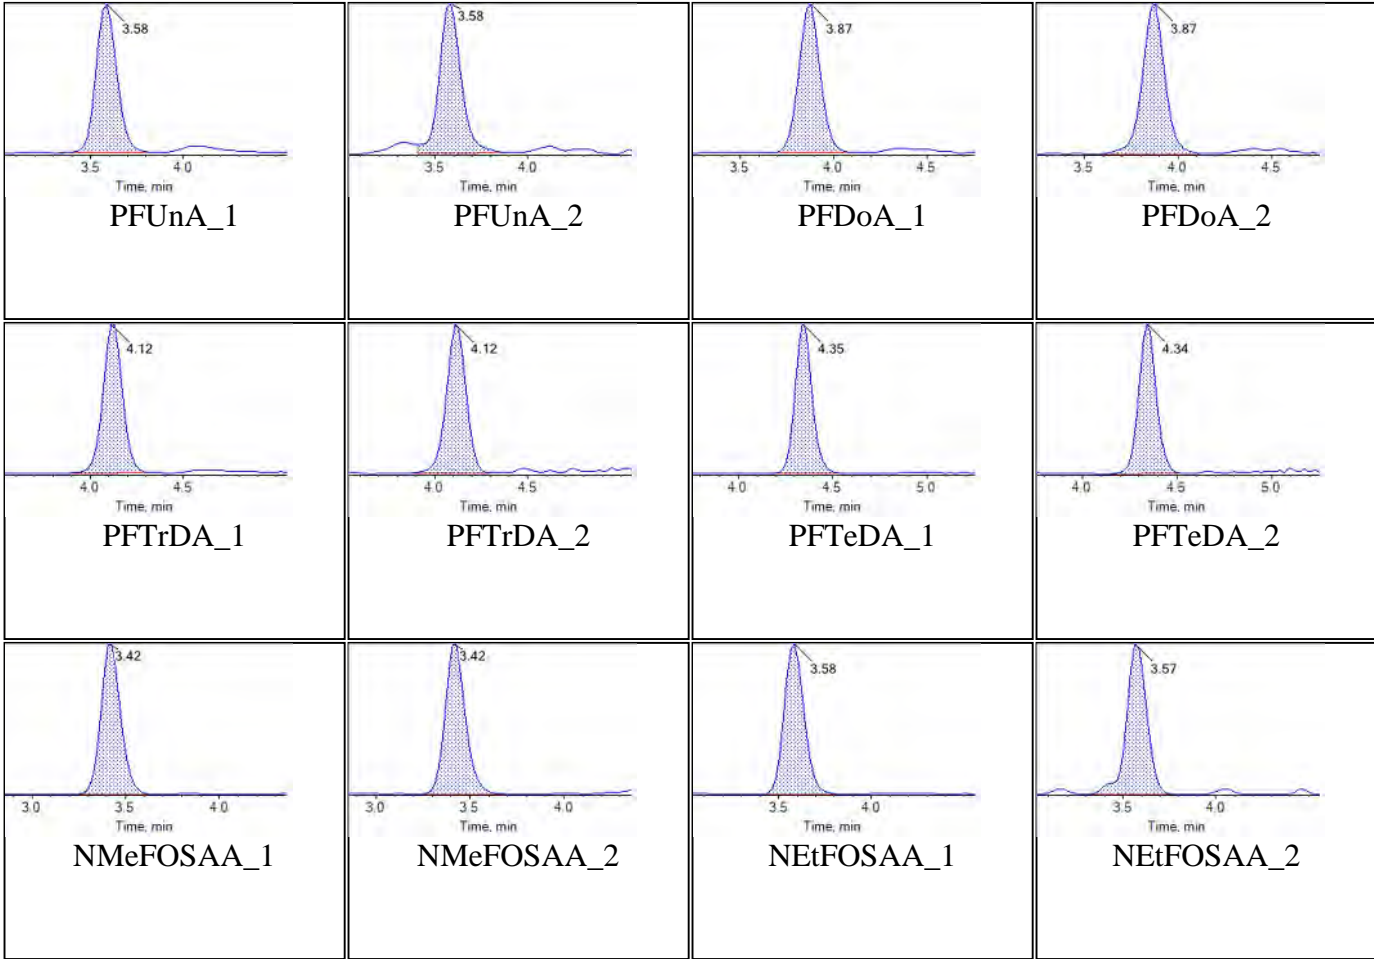 3.58
3.5 4.0
Time, min
PFUnA_1
3.58
3.5 4.0
Time, min
PFUnA_2
3.87
3.5 4.0 4.5
Time, min
PFDoA_1
3.87
3.5 4.0 4.5
Time, min
PFDoA_2
4.12
4.0 4.5
Time, min
PFTrDA_1
4.12
4.0 4.5
Time, min
PFTrDA_2
4.35
4.0 4.5 5.0
Time, min
PFTeDA_1
4.34
4.0 4.5 5.0
Time, min
PFTeDA_2
3.42
3.0 3.5 4.0
Time, min
NMeFOSAA_1
3.42
3.0 3.5 4.0
Time, min
NMeFOSAA_2
3.58
3.5 4.0
Time, min
NEtFOSAA_1
3.57
3.5 4.0
Time, min
NEtFOSAA_2